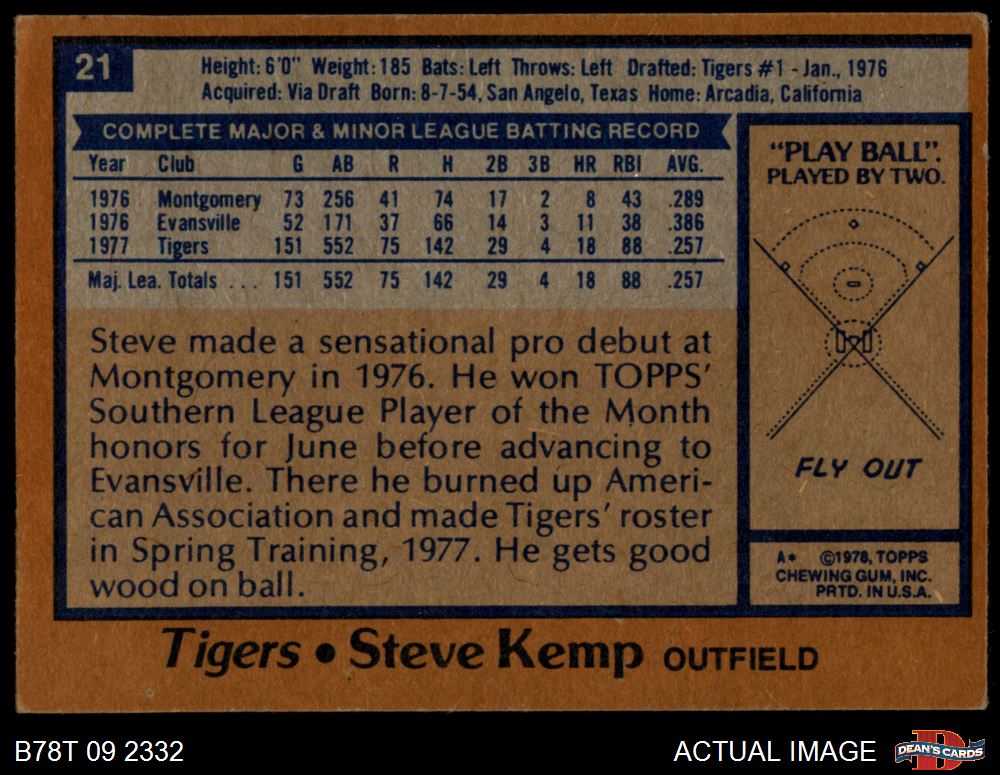 21
Height: 6'0" Weight: 185 Bats: Left Throws: Left Drafted: Tigers #1 - Jan., 1976
Acquired: Via Draft Born: 8-7-54, San Angelo, Texas Home: Arcadia, California
COMPLETE MAJOR & MINOR LEAGUE BATTING RECORD
Year Club G AB R H 2B 3B HR RBI AVG.
1976 Montgomery 73 256 41 74 17 2 8 43 .289
1976 Evansville 52 171 37 66 14 3 11 38 .386
1977 Tigers 151 552 75 142 29 4 18 88 .257
Maj. Lea. Totals . . . 151 552 75 142 29 4 18 88 .257
Steve made a sensational pro debut at
Montgomery in 1976. He won TOPPS'
Southern League Player of the Month
honors for June before advancing to
Evansville. There he burned up Ameri-
can Association and made Tigers' roster
in Spring Training, 1977. He gets good
wood on ball.
"PLAY BALL".
PLAYED BY TWO.
FLY OUT
A* ©1978, TOPPS
CHEWING GUM, INC.
PRTD. IN U.S.A.
Tigers • Steve Kemp OUTFIELD
B78T 09 2332
ACTUAL IMAGE
DEAN'S CARDS